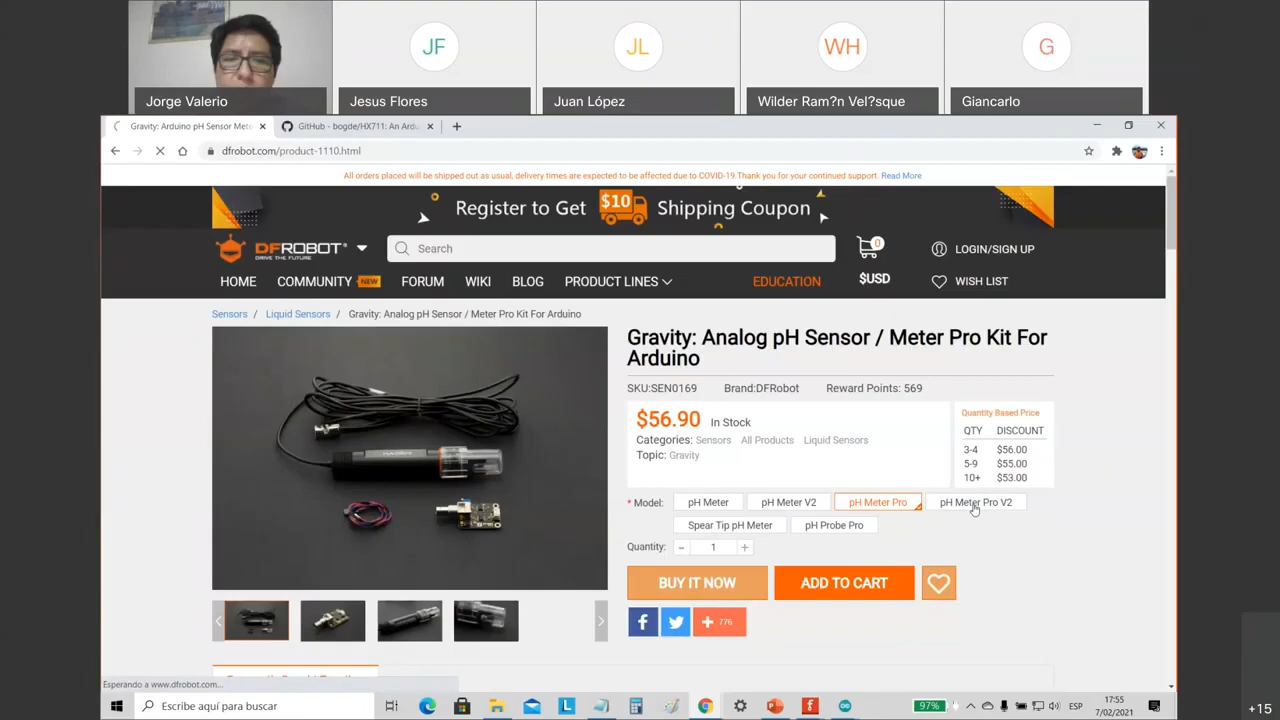 JF
JL
WH
G
Jorge Valerio
Jesus Flores
Juan López
Wilder Ram?n Vel?sque
Giancarlo
Gravity: Arduino pH Sensor Mete
GitHub - bogde/HX711: An Ardu
dfrobot.com/product-1110.html
All orders placed will be shipped out as usual, delivery times are expected to be affected due to COVID-19.Thank you for your continued support. Read More
Register to Get $10 Shipping Coupon
DFROBOT
DRIVE THE FUTURE
Search
0
LOGIN/SIGN UP
HOME
COMMUNITY NEW
FORUM
WIKI
BLOG
PRODUCT LINES
EDUCATION
$USD
WISH LIST
Sensors / Liquid Sensors / Gravity: Analog pH Sensor / Meter Pro Kit For Arduino
Gravity: Analog pH Sensor / Meter Pro Kit For
Arduino
SKU:SEN0169 Brand:DFRobot Reward Points: 569
$56.90 In Stock
Categories: Sensors All Products Liquid Sensors
Topic: Gravity
Quantity Based Price
QTY DISCOUNT
3-4 $56.00
5-9 $55.00
10+ $53.00
* Model: pH Meter pH Meter V2 pH Meter Pro pH Meter Pro V2
Spear Tip pH Meter pH Probe Pro
Quantity: - 1 +
BUY IT NOW
ADD TO CART
776
Esperando a www.dfrobot.com...
Escribe aquí para buscar
97%
ESP
17:55
7/02/2021
+15